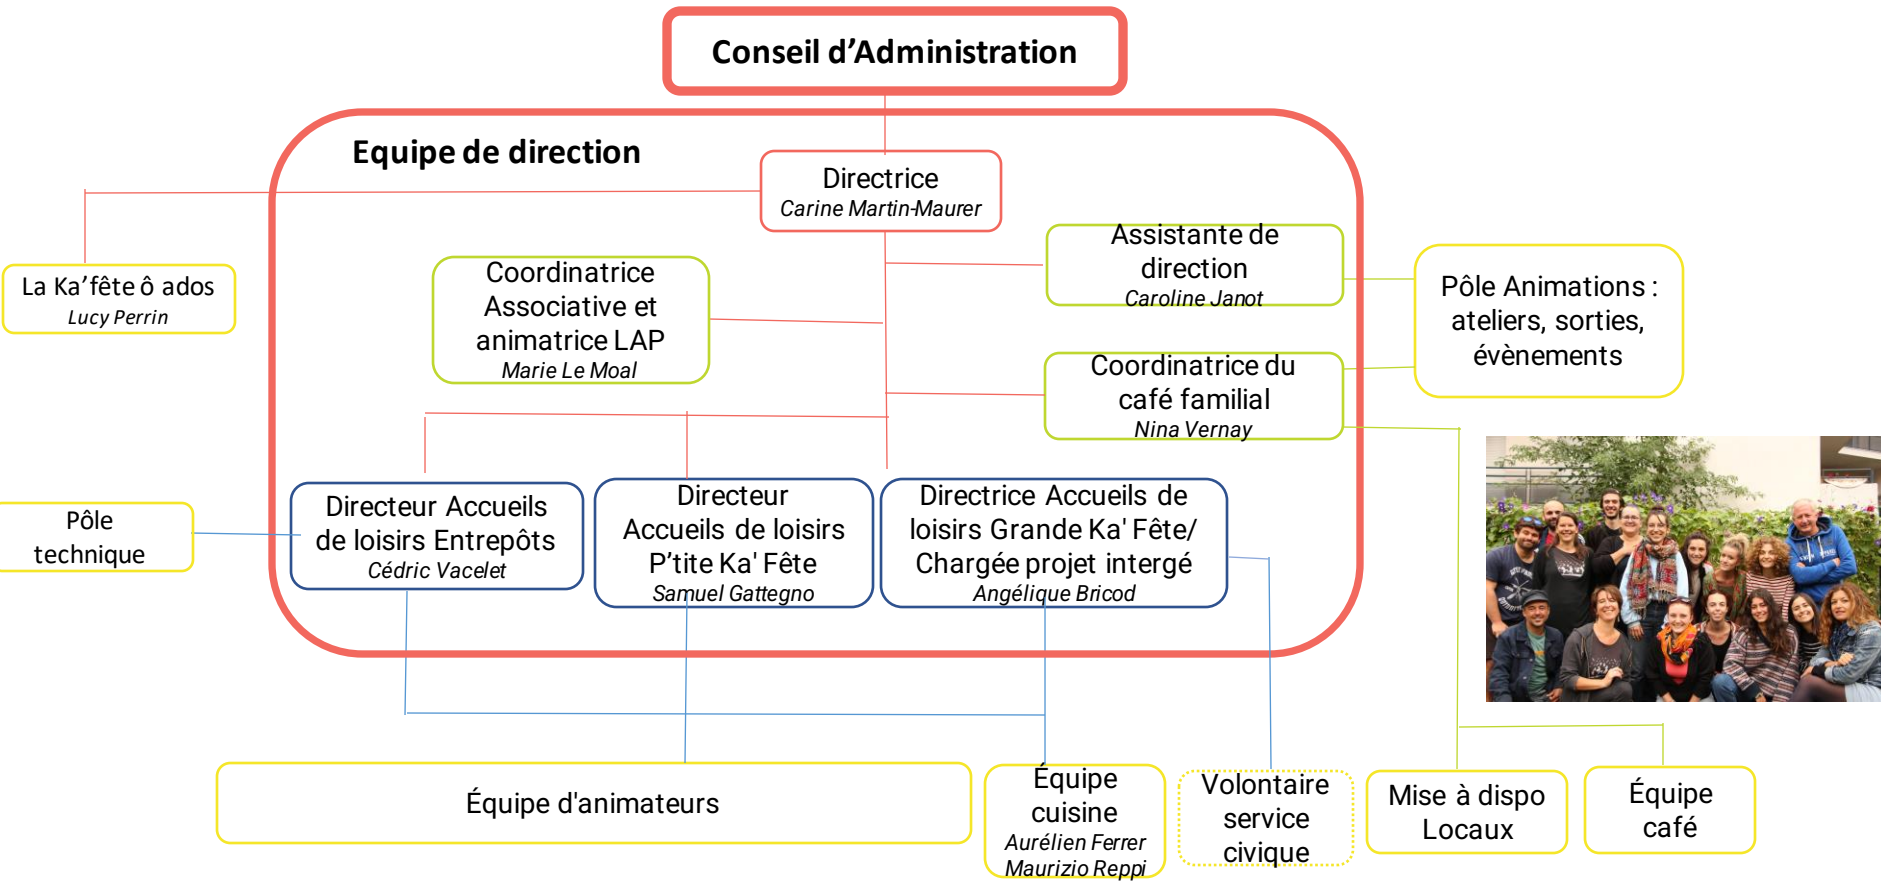 Conseil d’Administration
Equipe de direction
Directrice
Carine Martin-Maurer
La Ka’fête ô ados
Lucy Perrin
Coordinatrice
Associative et
animatrice LAP
Marie Le Moal
Assistante de
direction
Caroline Janot
Pôle Animations :
ateliers, sorties,
évènements
Coordinatrice du
café familial
Nina Vernay
Pôle
technique
Directeur Accueils
de loisirs Entrepôts
Cédric Vacelet
Directeur
Accueils de loisirs
P’tite Ka' Fête
Samuel Gattegno
Directrice Accueils de
loisirs Grande Ka' Fête/
Chargée projet intergé
Angélique Bricod
Équipe d'animateurs
Équipe
cuisine
Aurélien Ferrer
Maurizio Reppi
Volontaire
service
civique
Mise à dispo
Locaux
Équipe
café